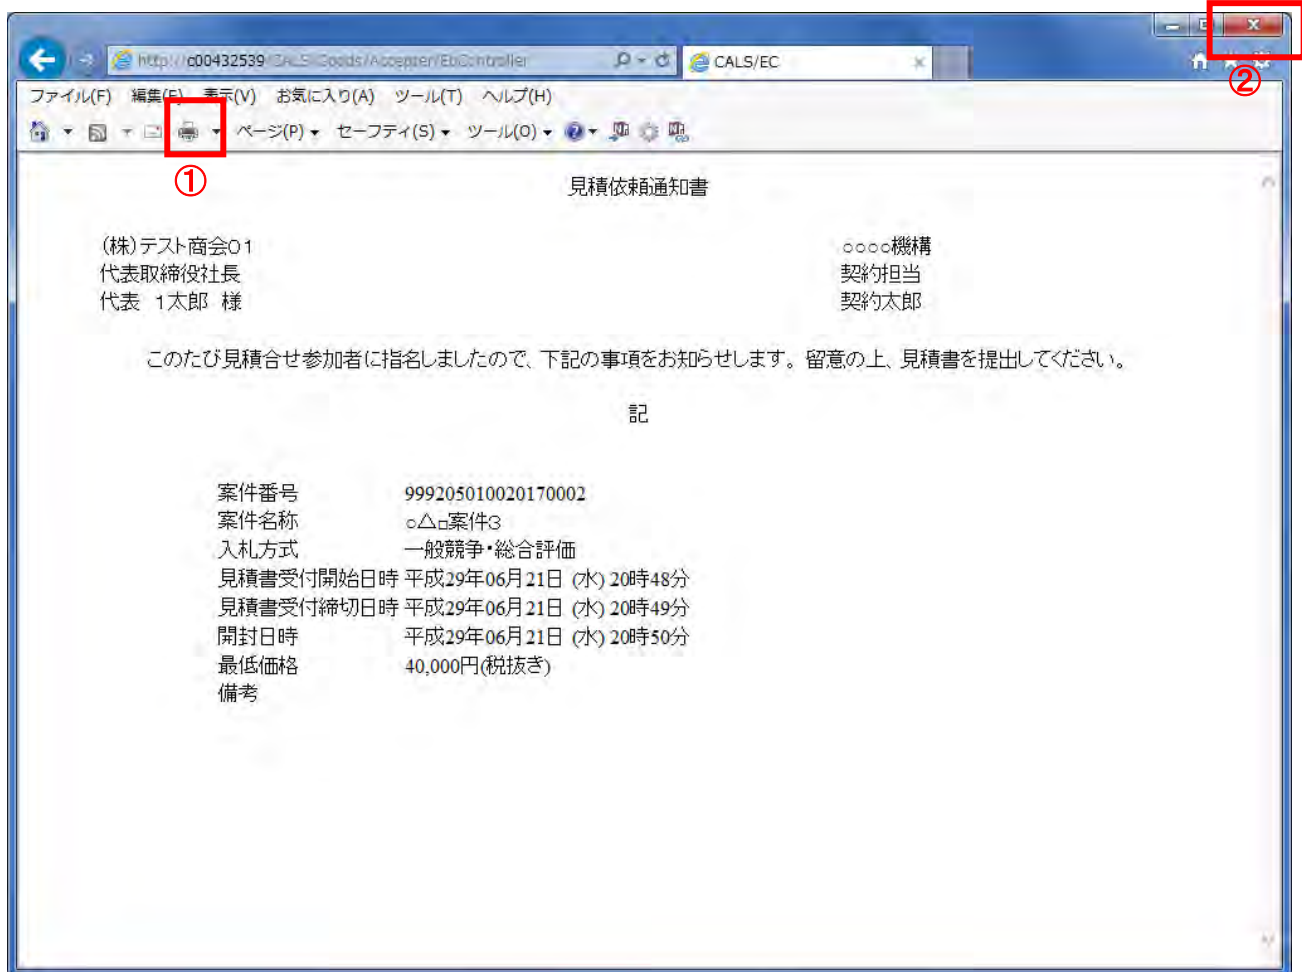 http://c00432539/CALS/Goods/Accepter/EbController
CALS/EC
②
ファイル(F) 編集(E) 表示(V) お気に入り(A) ツール(T) ヘルプ(H)
ページ(P) セーフティ(S) ツール(O)
①
見積依頼通知書
(株)テスト商会01
○○○○機構
代表取締役社長
契約担当
代表 1太郎 様
契約太郎
このたび見積合せ参加者に指名しましたので、下記の事項をお知らせします。留意の上、見積書を提出してください。
記
案件番号 999205010020170002
案件名称 ○△□案件3
入札方式 一般競争・総合評価
見積書受付開始日時 平成29年06月21日 (水) 20時48分
見積書受付締切日時 平成29年06月21日 (水) 20時49分
開封日時 平成29年06月21日 (水) 20時50分
最低価格 40,000円(税抜き)
備考